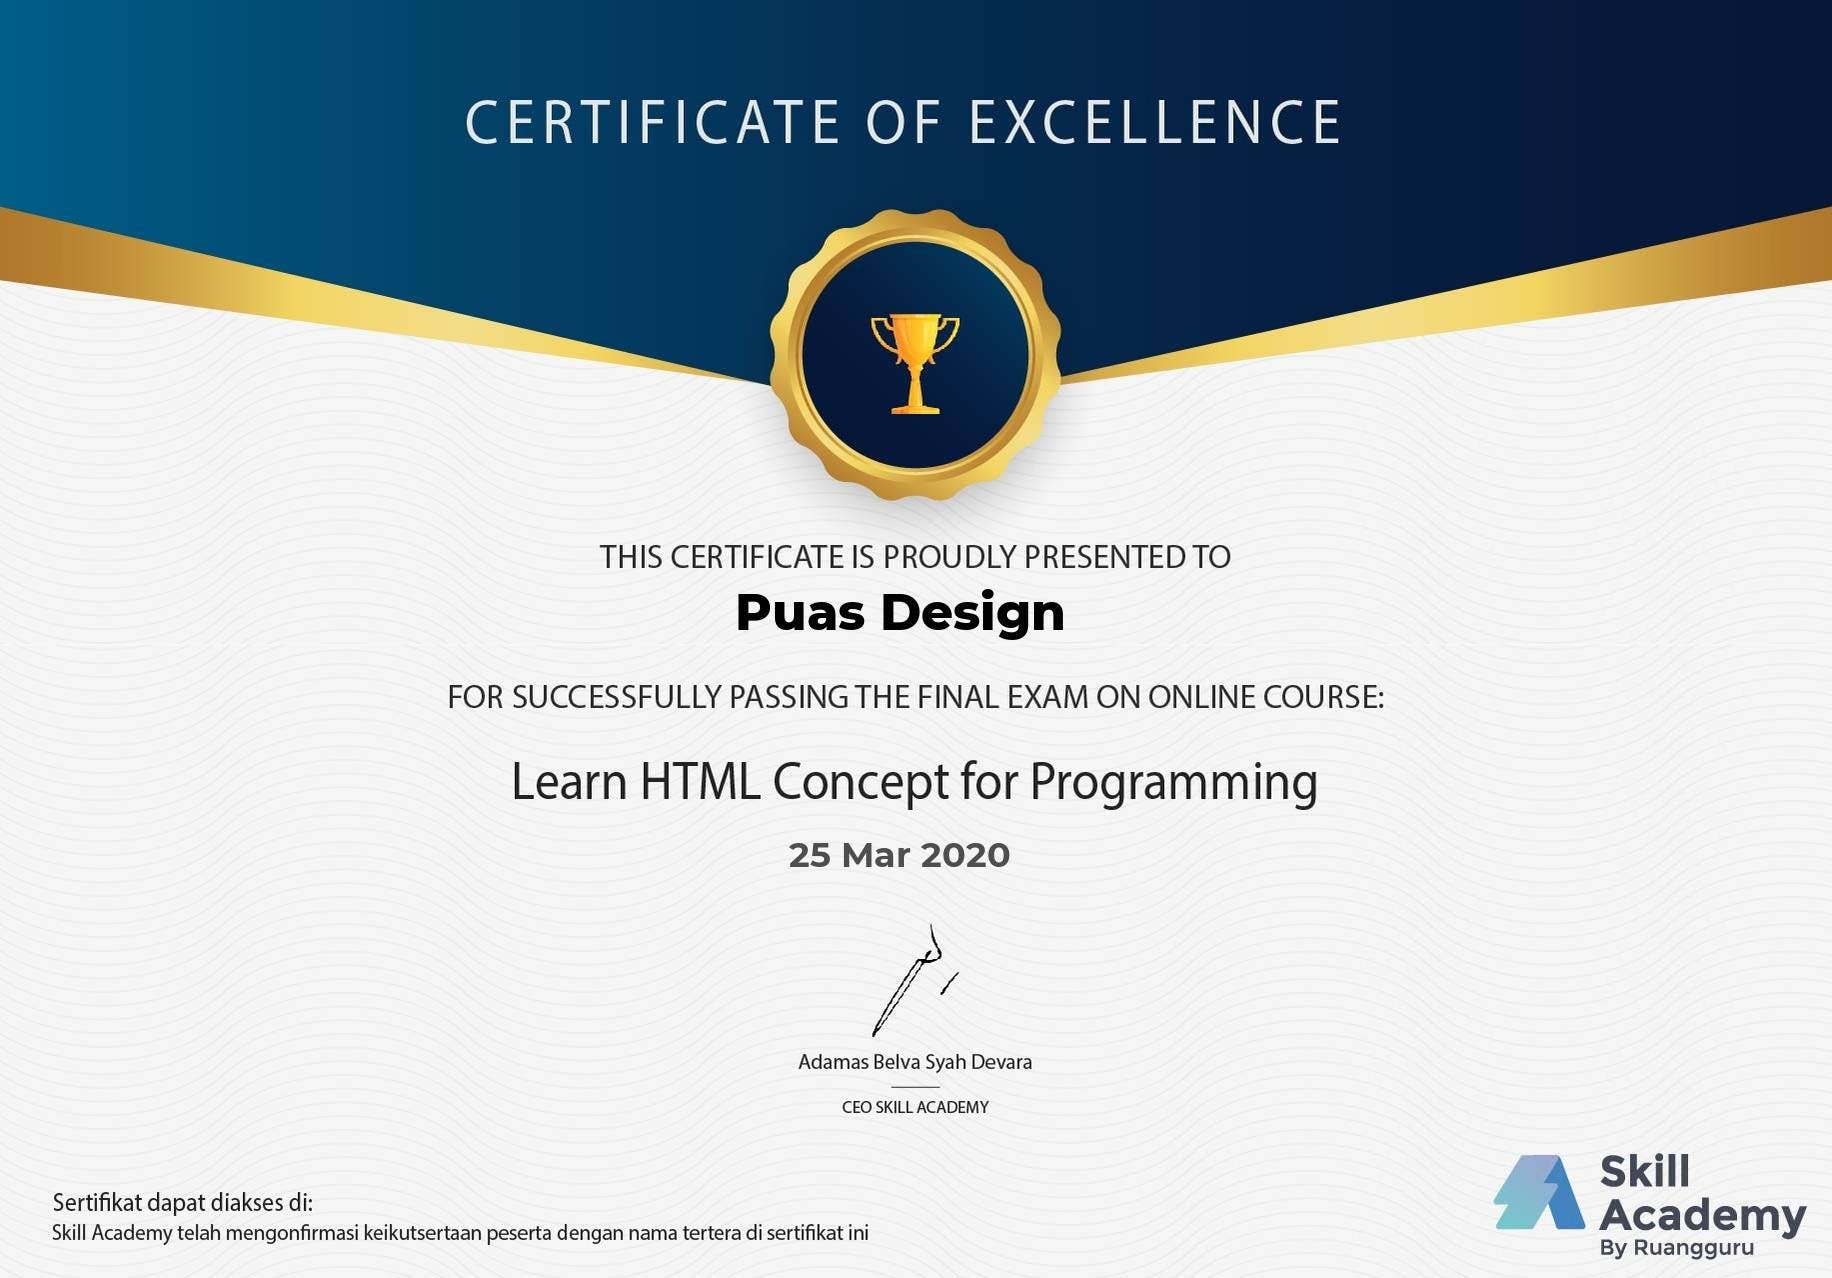 CERTIFICATE OF EXCELLENCE
THIS CERTIFICATE IS PROUDLY PRESENTED TO
Puas Design
FOR SUCCESSFULLY PASSING THE FINAL EXAM ON ONLINE COURSE:
Learn HTML Concept for Programming
25 Mar 2020
Adamas Belva Syah Devara
CEO SKILL ACADEMY
Sertifikat dapat diakses di:
Skill Academy telah mengonfirmasi keikutsertaan peserta dengan nama tertera di sertifikat ini
Skill
Academy
By Ruangguru